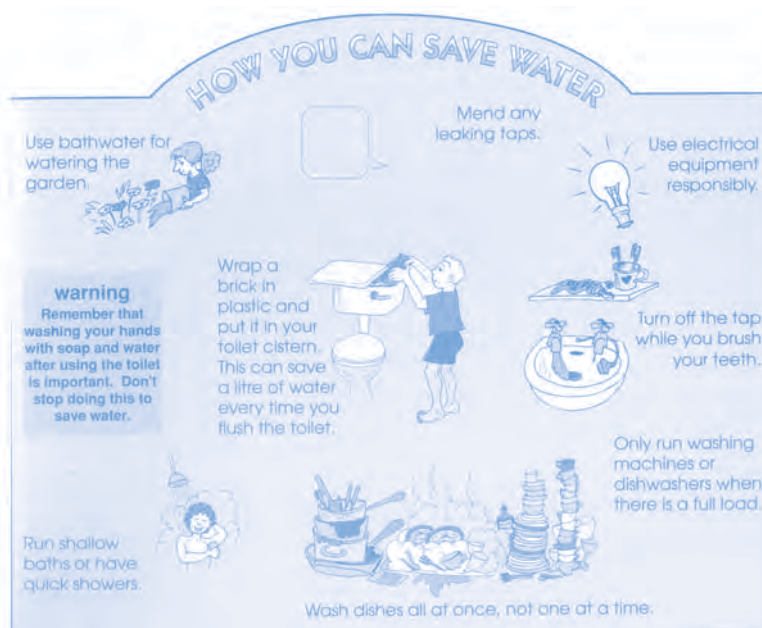 HOW YOU CAN SAVE WATER
Use bathwater for
watering the
garden.
Mend any
leaking taps.
Use electrical
equipment
responsibly.
warning
Remember that
washing your hands
with soap and water
after using the toilet
is important. Don't
stop doing this to
save water.
Wrap a
brick in
plastic and
put it in your
toilet cistern.
This can save
a litre of water
every time you
flush the toilet.
Turn off the tap
while you brush
your teeth.
Only run washing
machines or
dishwashers when
there is a full load.
Run shallow
baths or have
quick showers.
Wash dishes all at once, not one at a time.